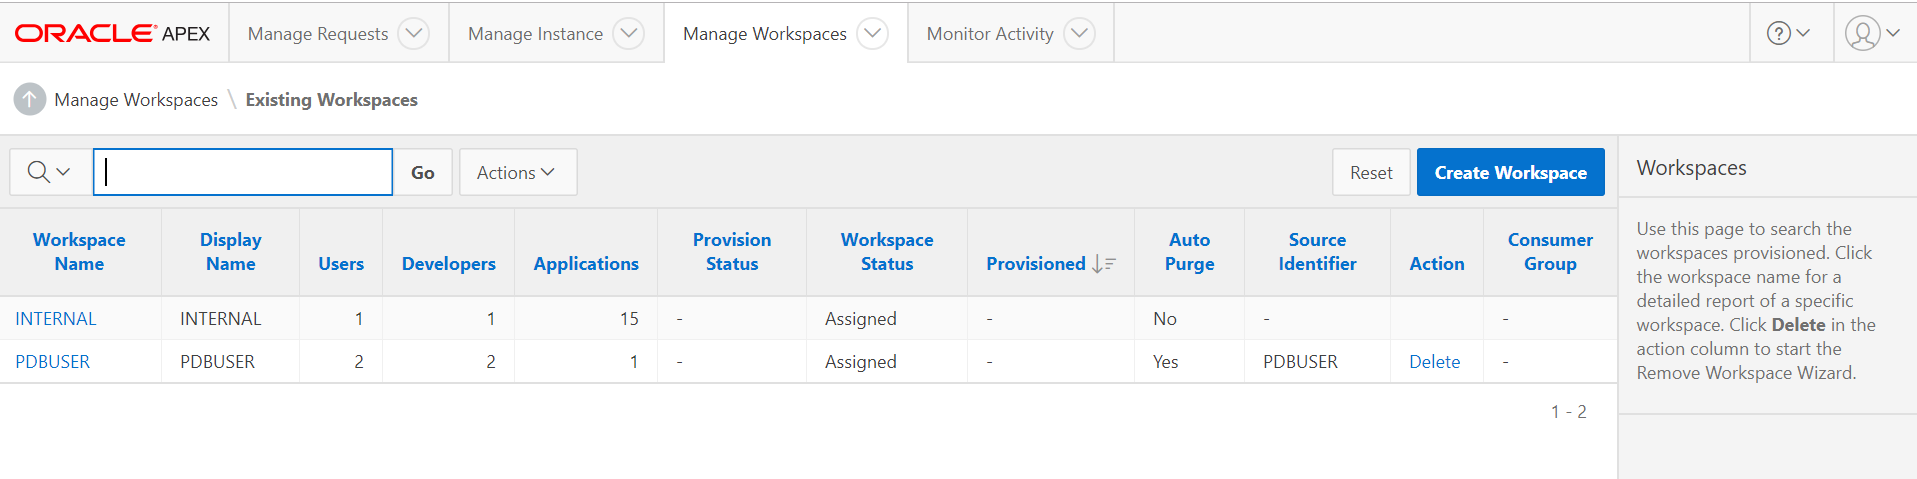 ORACLE APEX Manage Requests Manage Instance Manage Workspaces Monitor Activity ?
Manage Workspaces \ Existing Workspaces
Go Actions Reset Create Workspace
Workspace Name Display Name Users Developers Applications Provision Status Workspace Status Provisioned Auto Purge Source Identifier Action Consumer Group
INTERNAL INTERNAL 1 1 15 - Assigned - No - -
PDBUSER PDBUSER 2 2 1 - Assigned - Yes PDBUSER Delete -
1 - 2
Workspaces
Use this page to search the
workspaces provisioned. Click
the workspace name for a
detailed report of a specific
workspace. Click Delete in the
action column to start the
Remove Workspace Wizard.